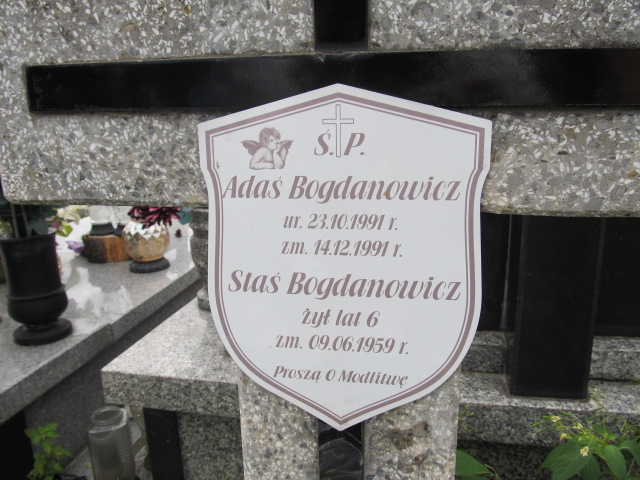 Ś.P.
Adaś Bogdanowicz
ur. 23.10.1991 r.
zm. 14.12.1991 r.
Staś Bogdanowicz
żył lat 6
zm. 09.06.1959 r.
Proszą O Modlitwę